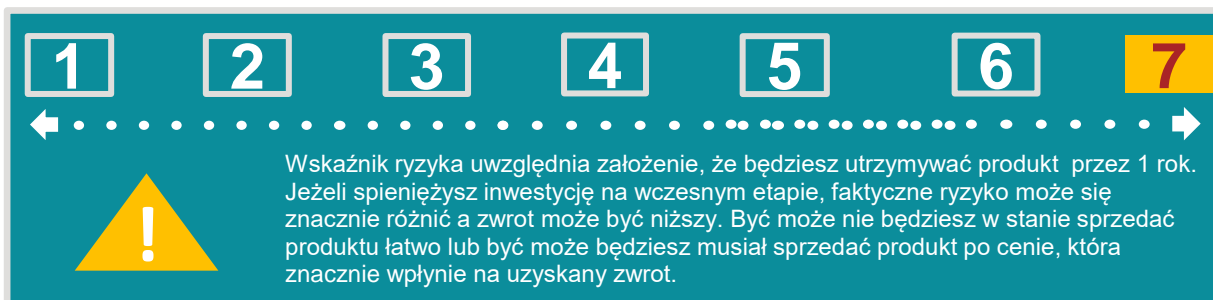 1 2 3 4 5 6 7
Wskaźnik ryzyka uwzględnia założenie, że będziesz utrzymywać produkt przez 1 rok.
Jeżeli spieniężysz inwestycję na wczesnym etapie, faktyczne ryzyko może się
znacznie różnić a zwrot może być niższy. Być może nie będziesz w stanie sprzedać
produktu łatwo lub być może będziesz musiał sprzedać produkt po cenie, która
znacznie wpłynie na uzyskany zwrot.
!